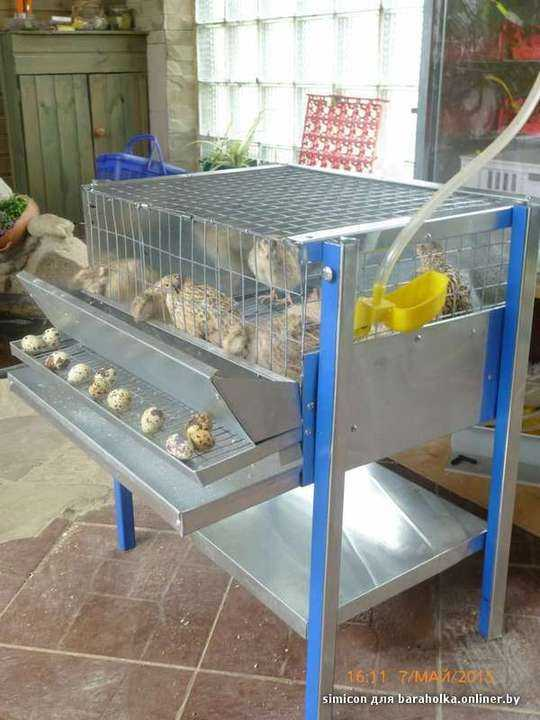 16:11 7/МАЙ/2015
simicon для baraholka.onliner.by